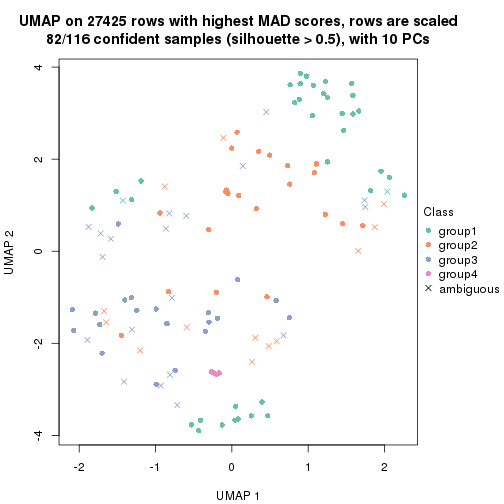 UMAP on 27425 rows with highest MAD scores, rows are scaled
82/116 confident samples (silhouette > 0.5), with 10 PCs
4
2
0
-2
-4
UMAP 2
-2
-1
0
1
2
UMAP 1
Class
group1
group2
group3
group4
ambiguous